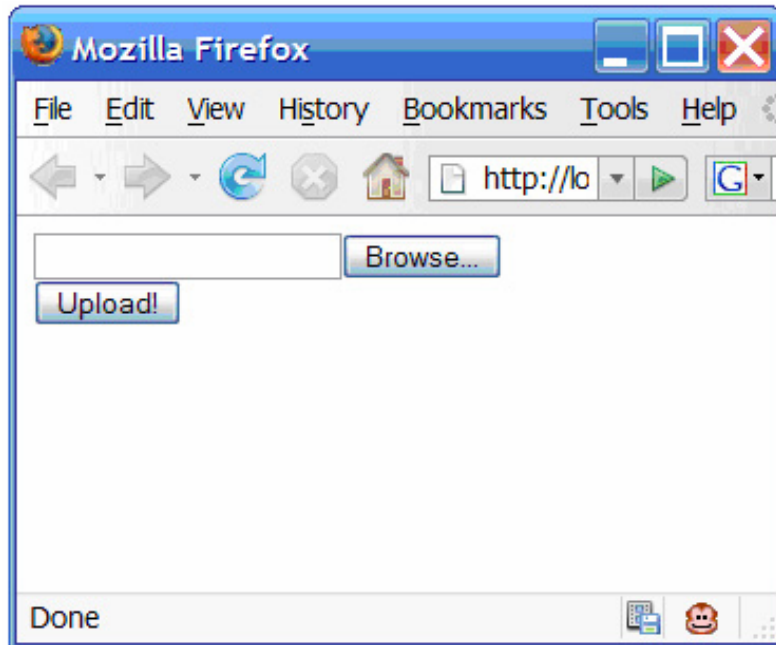 Mozilla Firefox
File Edit View History Bookmarks Tools Help
http://lo G
Browse...
Upload!
Done